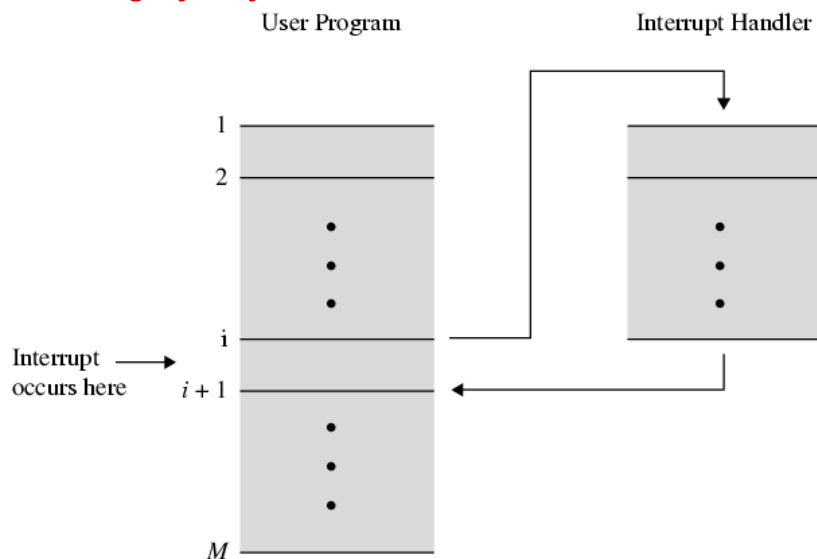 User Program
Interrupt Handler
1
2
i
Interrupt
occurs here
i + 1
M